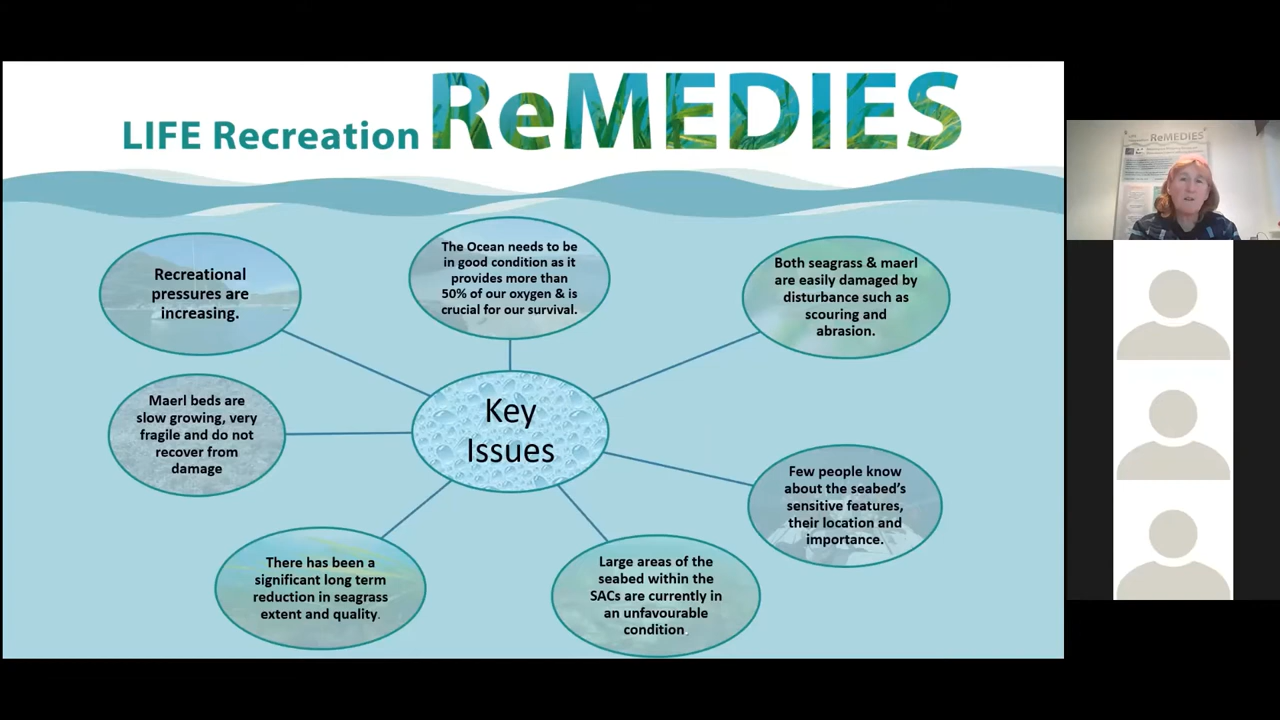 LIFE Recreation ReMEDIES
Recreational
pressures are
increasing.
The Ocean needs to be
in good condition as it
provides more than
50% of our oxygen & is
crucial for our survival.
Both seagrass & maerl
are easily damaged by
disturbance such as
scouring and
abrasion.
Maerl beds are
slow growing, very
fragile and do not
recover from
damage
Key
Issues
Few people know
about the seabed’s
sensitive features,
their location and
importance.
There has been a
significant long term
reduction in seagrass
extent and quality.
Large areas of the
seabed within the
SACs are currently in
an unfavourable
condition.
ReMEDIES